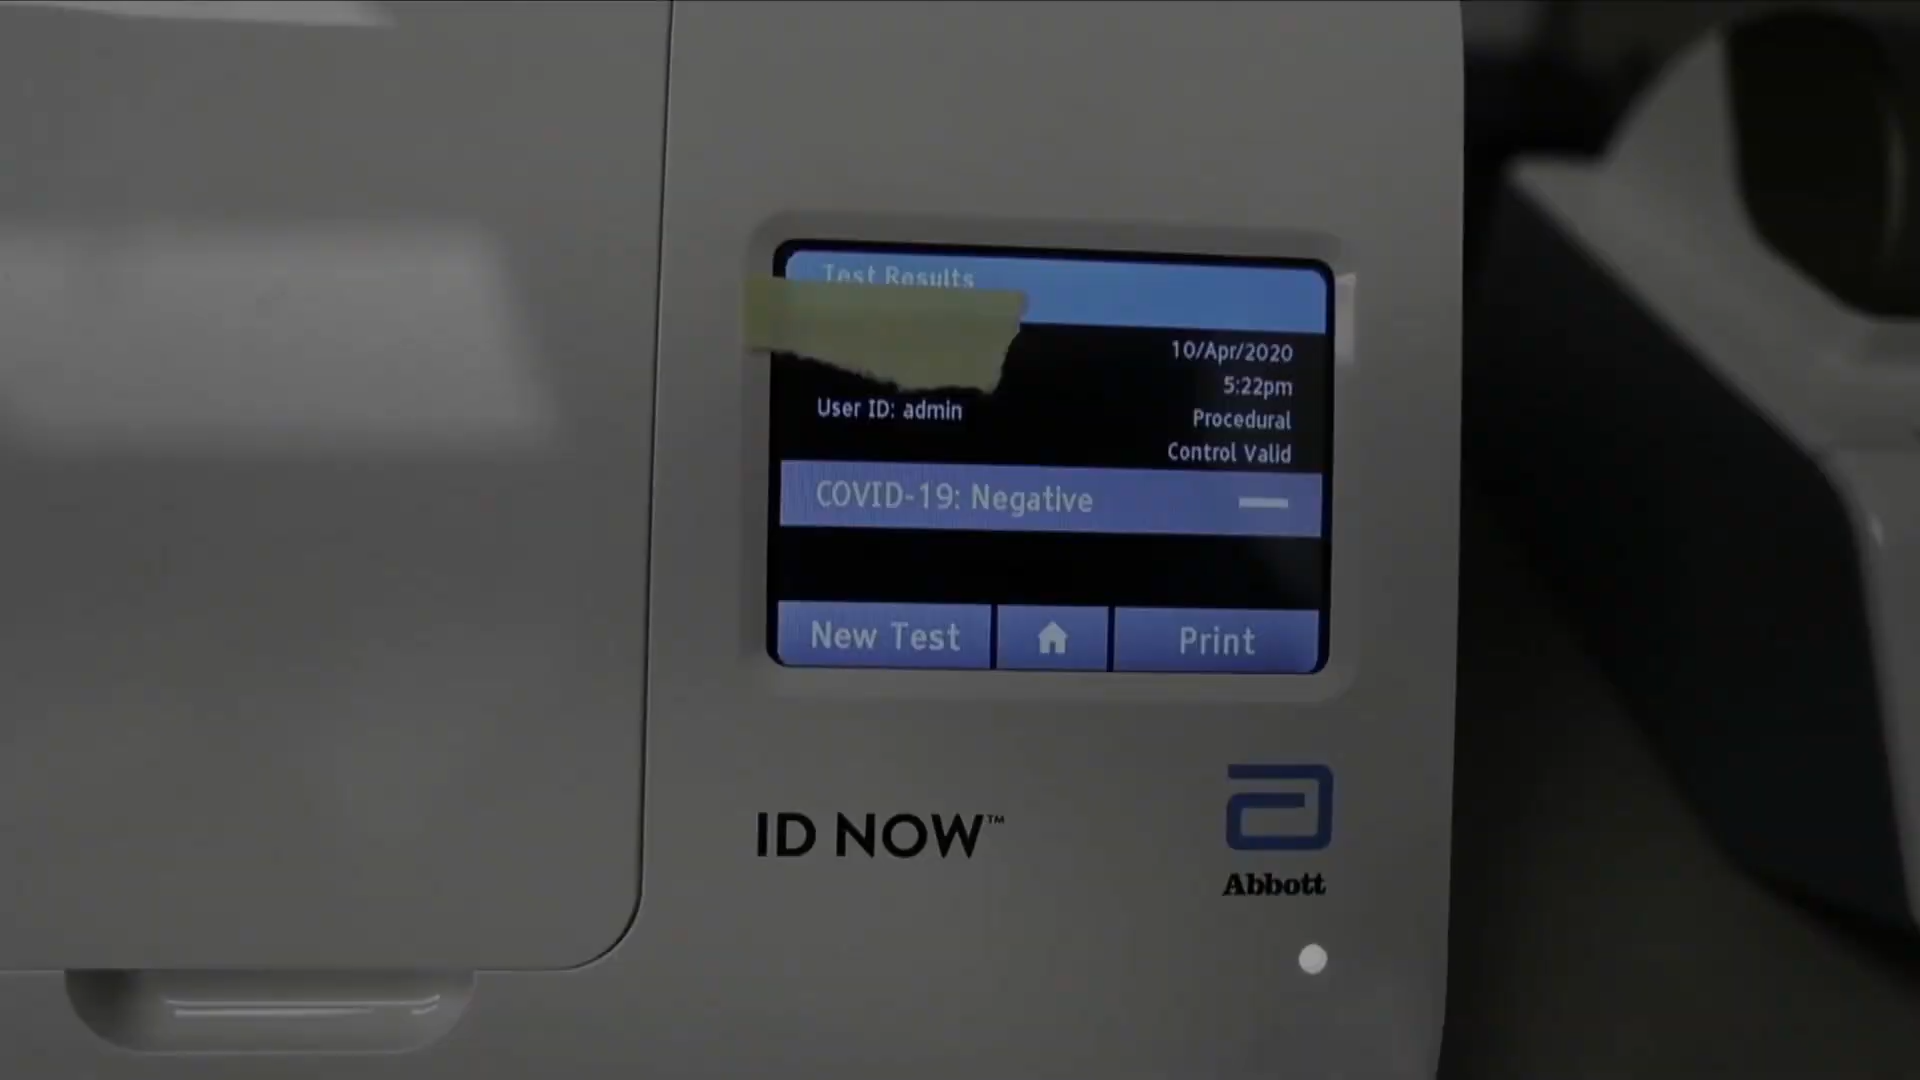 Test Results
10/Apr/2020
5:22pm
User ID: admin
Procedural
Control Valid
COVID-19: Negative
New Test
Print
ID NOW™
Abbott